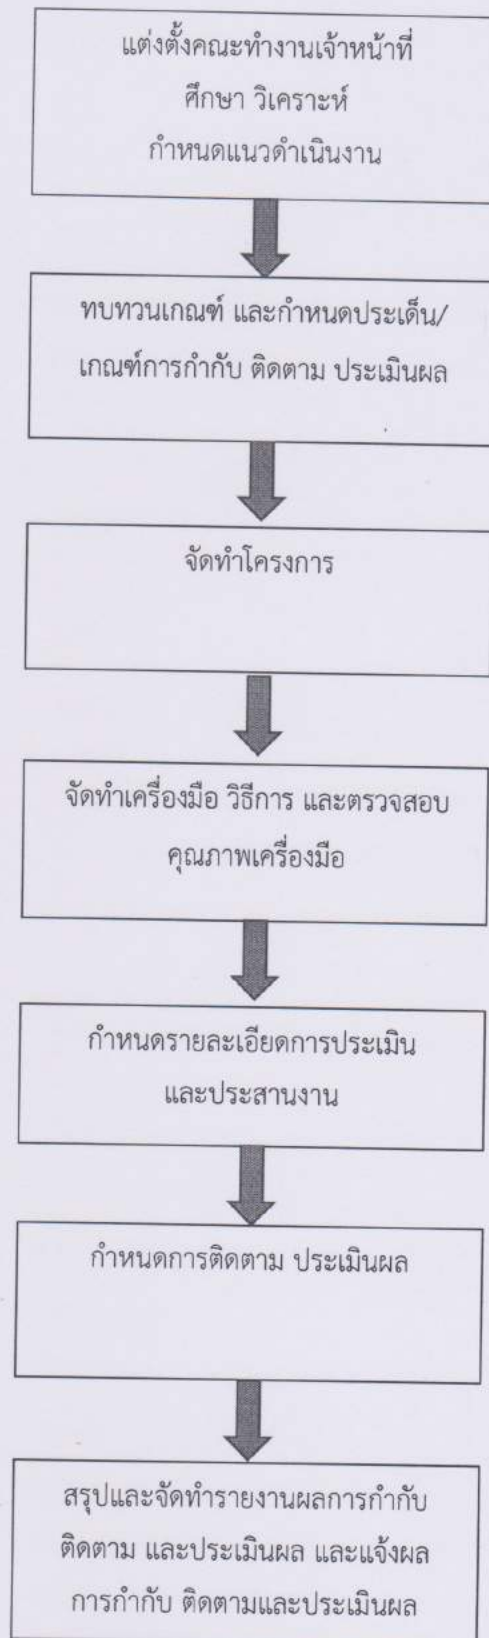 แต่งตั้งคณะทำงานเจ้าหน้าที่
ศึกษา วิเคราะห์
กำหนดแนวดำเนินงาน
ทบทวนเกณฑ์ และกำหนดประเด็น/
เกณฑ์การกำกับ ติดตาม ประเมินผล
จัดทำโครงการ
จัดทำเครื่องมือ วิธีการ และตรวจสอบ
คุณภาพเครื่องมือ
กำหนดรายละเอียดการประเมิน
และประสานงาน
กำหนดการติดตาม ประเมินผล
สรุปและจัดทำรายงานผลการกำกับ
ติดตาม และประเมินผล และแจ้งผล
การกำกับ ติดตามและประเมินผล